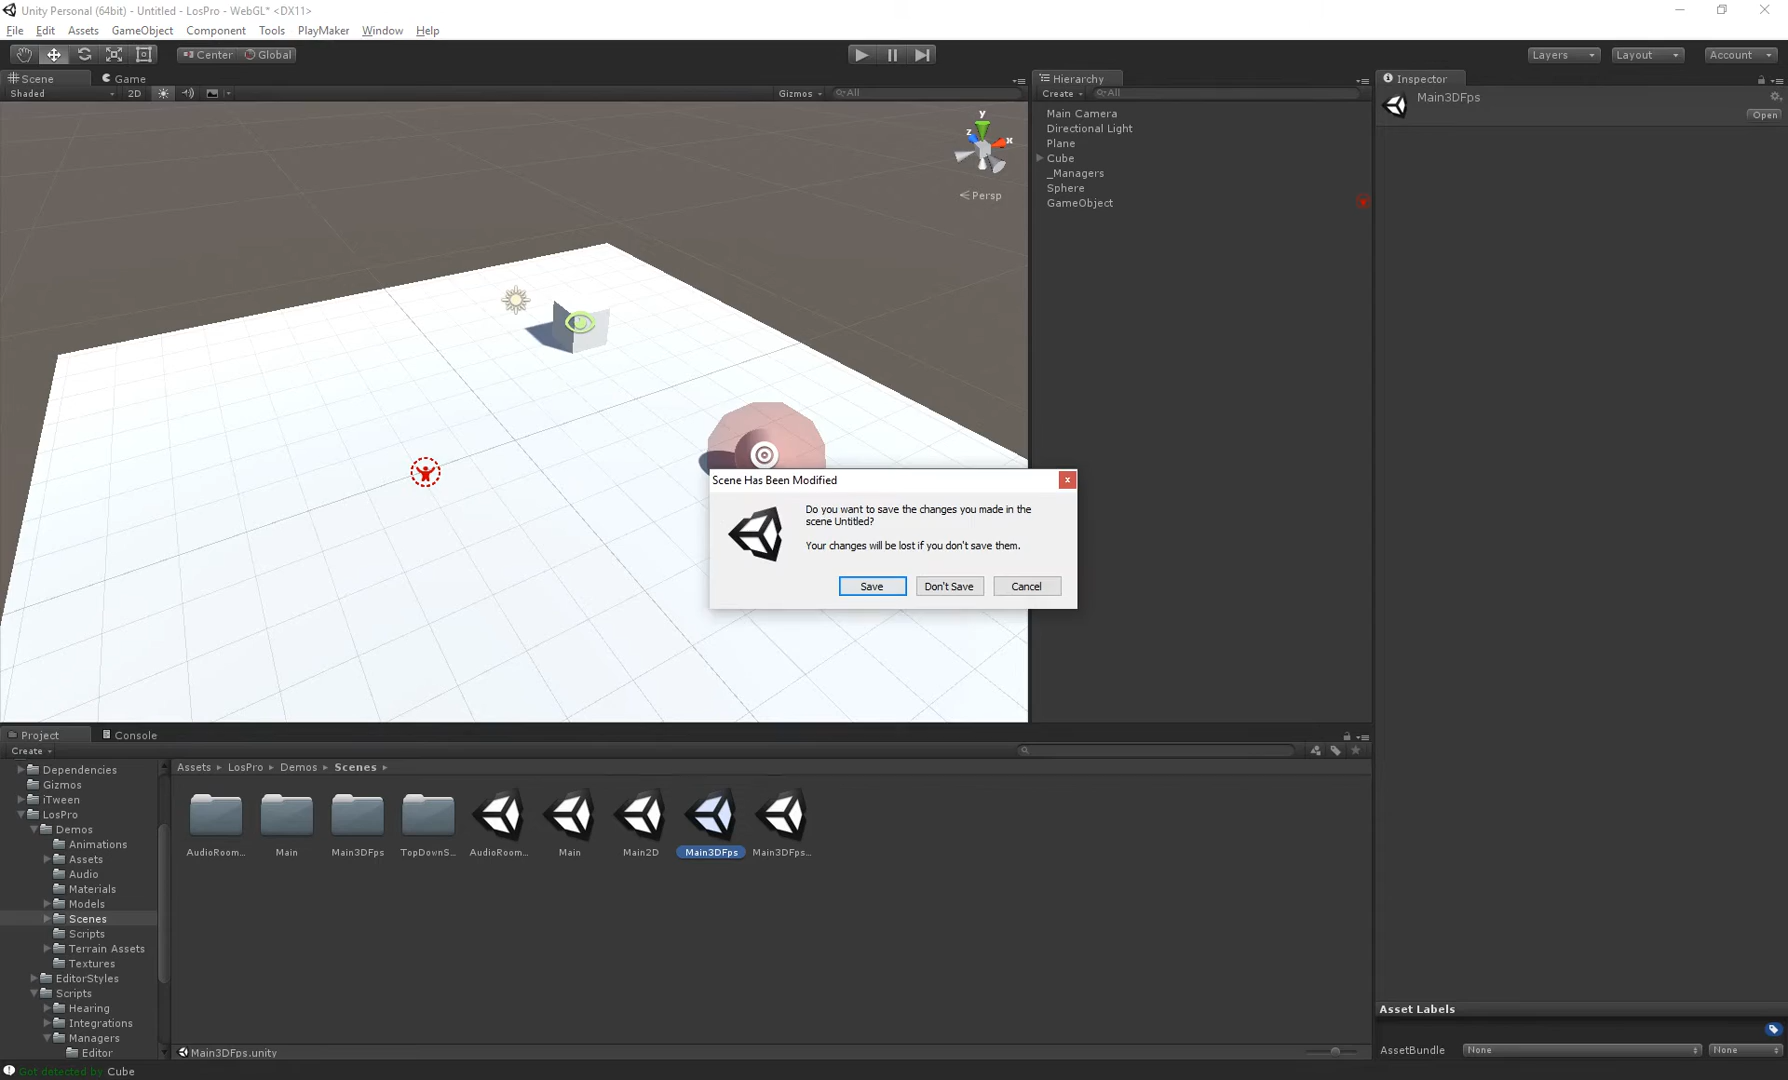 Unity Personal (64bit) - Untitled - LosPro - WebGL* <DX11>
File Edit Assets GameObject Component Tools PlayMaker Window Help
Center Global Layers Layout Account
Scene Game
Shaded 2D Gizmos All
y
z x
Persp
Hierarchy
Create All
Main Camera
Directional Light
Plane
Cube
_Managers
Sphere
GameObject
Inspector
Main3DFps
Open
Scene Has Been Modified
Do you want to save the changes you made in the
scene Untitled?
Your changes will be lost if you don't save them.
Save Don't Save Cancel
Project Console
Create
Dependencies
Gizmos
iTween
LosPro
Demos
Animations
Assets
Audio
Materials
Models
Scenes
Scripts
Terrain Assets
Textures
EditorStyles
Scripts
Hearing
Integrations
Managers
Editor
Assets LosPro Demos Scenes
AudioRoom... Main Main3DFps TopDownS... AudioRoom... Main Main2D Main3DFps Main3DFps...
Main3DFps.unity
Asset Labels
AssetBundle None None
Got detected by Cube